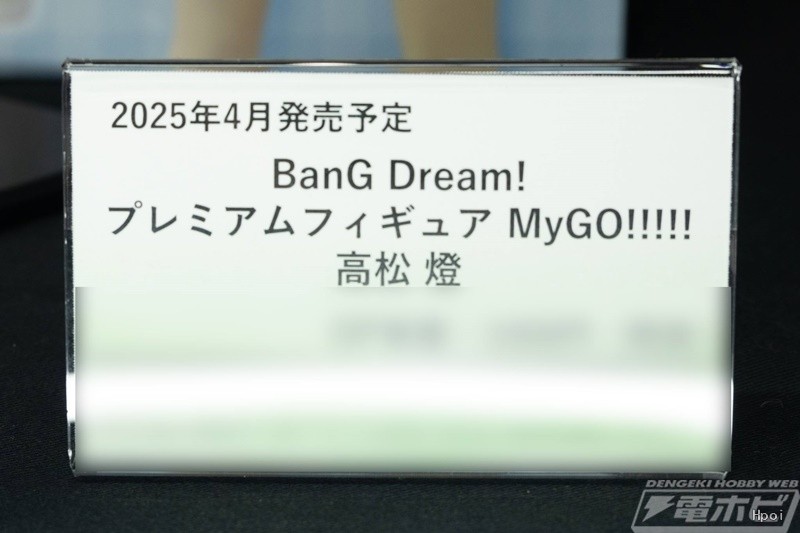 2025年4月発売予定
BanG Dream!
プレミアムフィギュア MyGO!!!!!
高松 燈
DENGEKI HOBBY WEB
電ホビ
Hpoi